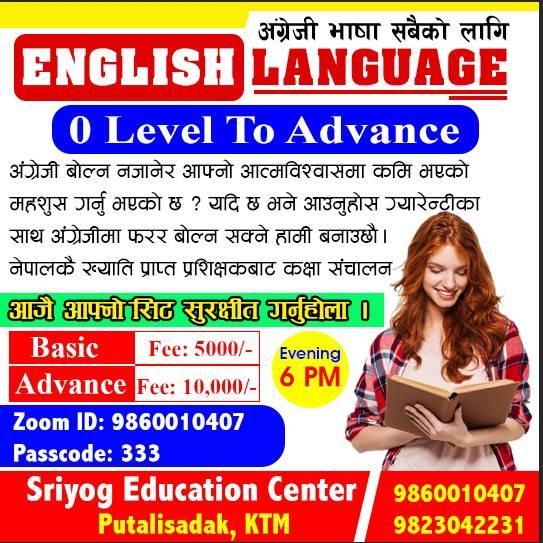 अंग्रेजी भाषा सबैको लागि
ENGLISH LANGUAGE
0 Level To Advance
अंग्रेजी बोल्न नजानेर आफ्नो आत्मविश्वासमा कमि भएको
महशुस गर्नु भएको छ ? यदि छ भने आउनुहोस ग्यारेन्टीका
साथ अंग्रेजीमा फरर बोल्न सक्ने हामी बनाउछौ।
नेपालकै ख्याति प्राप्त प्रशिक्षकबाट कक्षा संचालन
आजै आफ्नो सिट सुरक्षीत गर्नुहोला ।
Basic Fee: 5000/-
Advance Fee: 10,000/-
Evening
6 PM
Zoom ID: 9860010407
Passcode: 333
Sriyog Education Center
Putalisadak, KTM
9860010407
9823042231